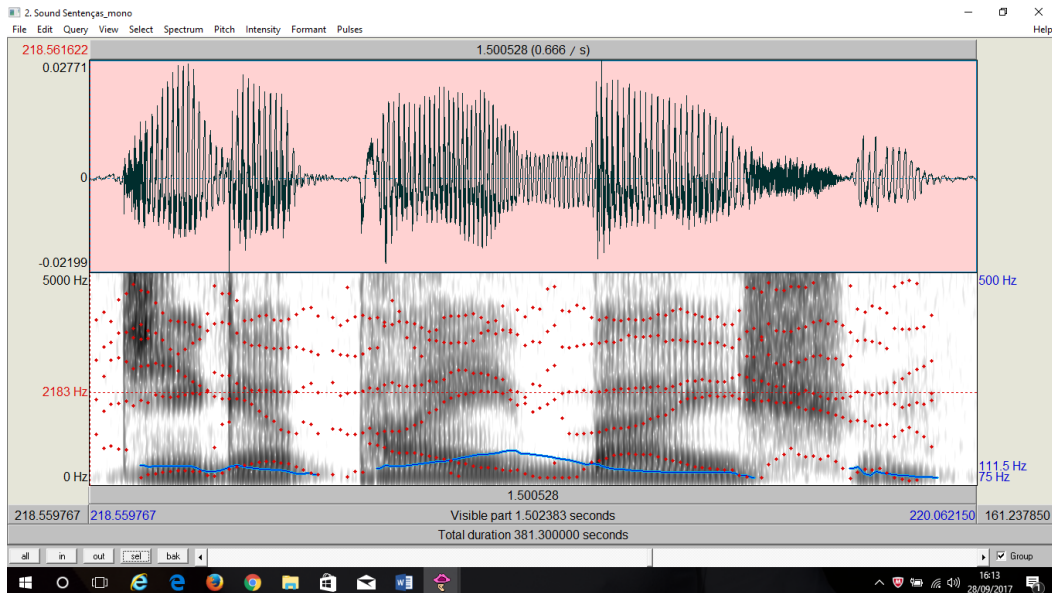 2. Sound Sentenças_mono
File Edit Query View Select Spectrum Pitch Intensity Formant Pulses Help
218.561622 1.500528 (0.666 / s)
0.02771
0
-0.02199
5000 Hz 500 Hz
2183 Hz
111.5 Hz
0 Hz 75 Hz
1.500528
218.559767 218.559767 Visible part 1.502383 seconds 220.062150 161.237850
Total duration 381.300000 seconds
all in out sel bak Group
16:13
28/09/2017